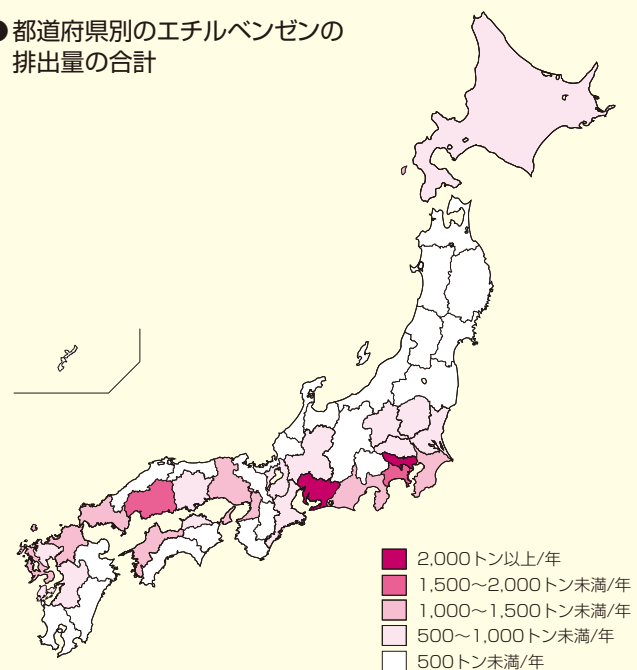 ●都道府県別のエチルベンゼンの
排出量の合計
2,000トン以上/年
1,500〜2,000トン未満/年
1,000〜1,500トン未満/年
500〜1,000トン未満/年
500トン未満/年